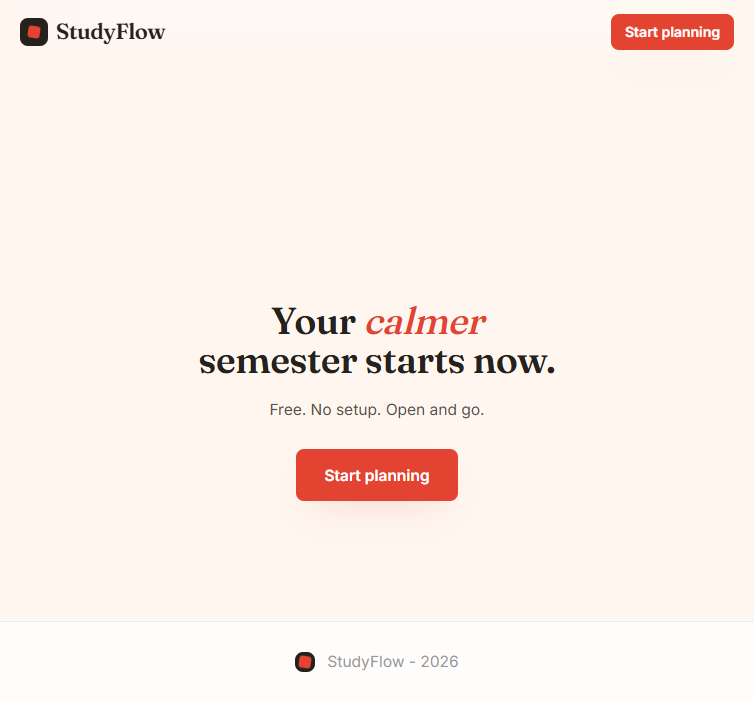 StudyFlow
Start planning
Your calmer
semester starts now.
Free. No setup. Open and go.
Start planning
StudyFlow - 2026